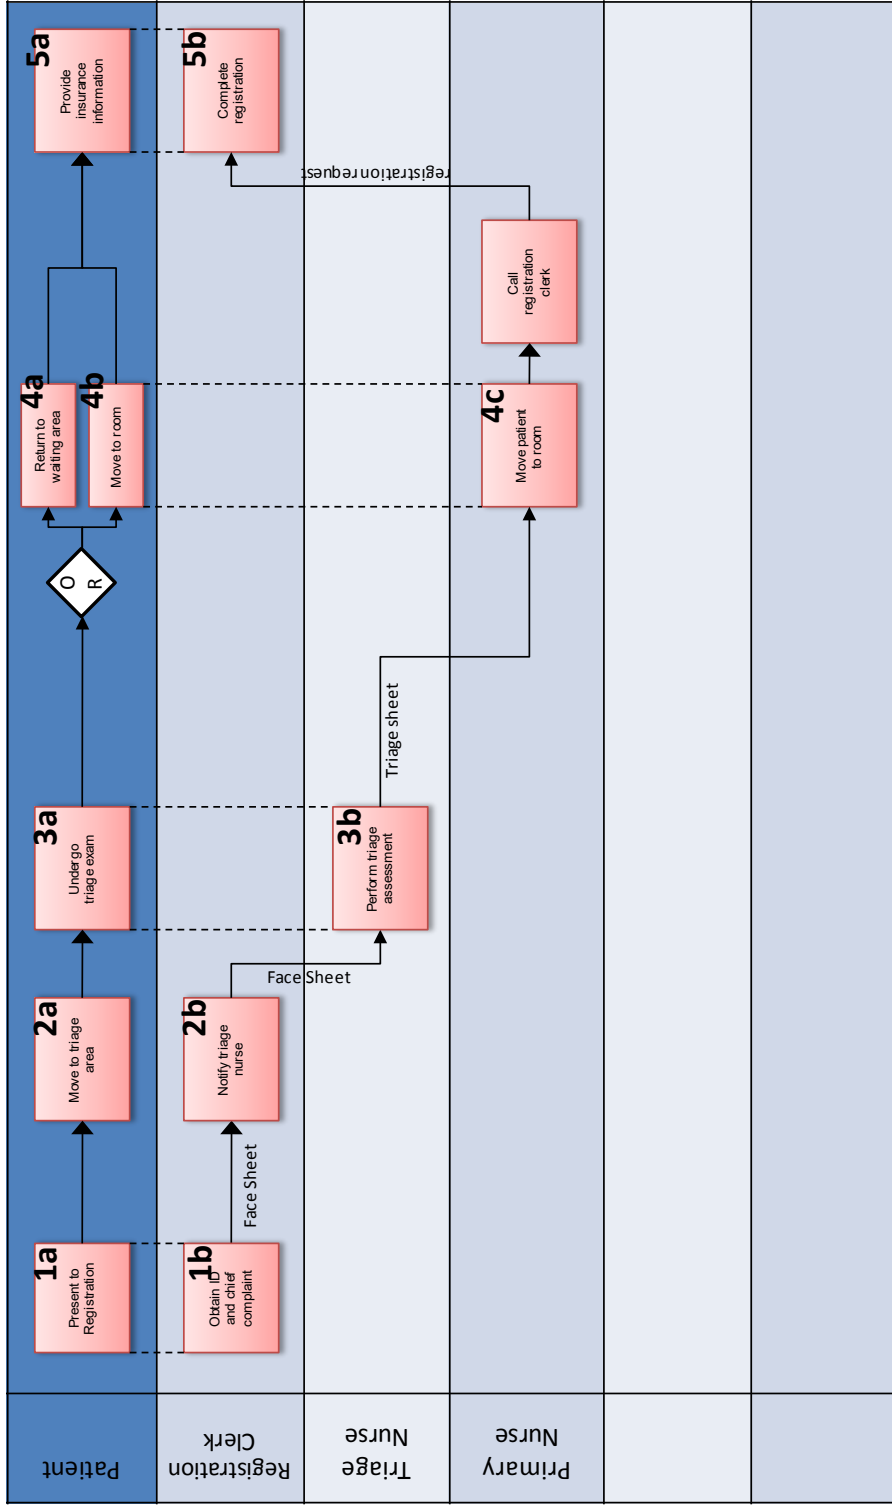 Patient
1a
Present to
Registration
2a
Move to triage
area
3a
Undergo
triage exam
O
R
4a
Return to
waiting area
4b
Move to room
5a
Provide
insurance
information
Registration
Clerk
1b
Obtain ID
and chief
complaint
Face Sheet
2b
Notify triage
nurse
Face Sheet
5b
Complete
registration
registration request
Triage
Nurse
3b
Perform triage
assessment
Triage sheet
Primary
Nurse
4c
Move patient
to room
Call
registration
clerk